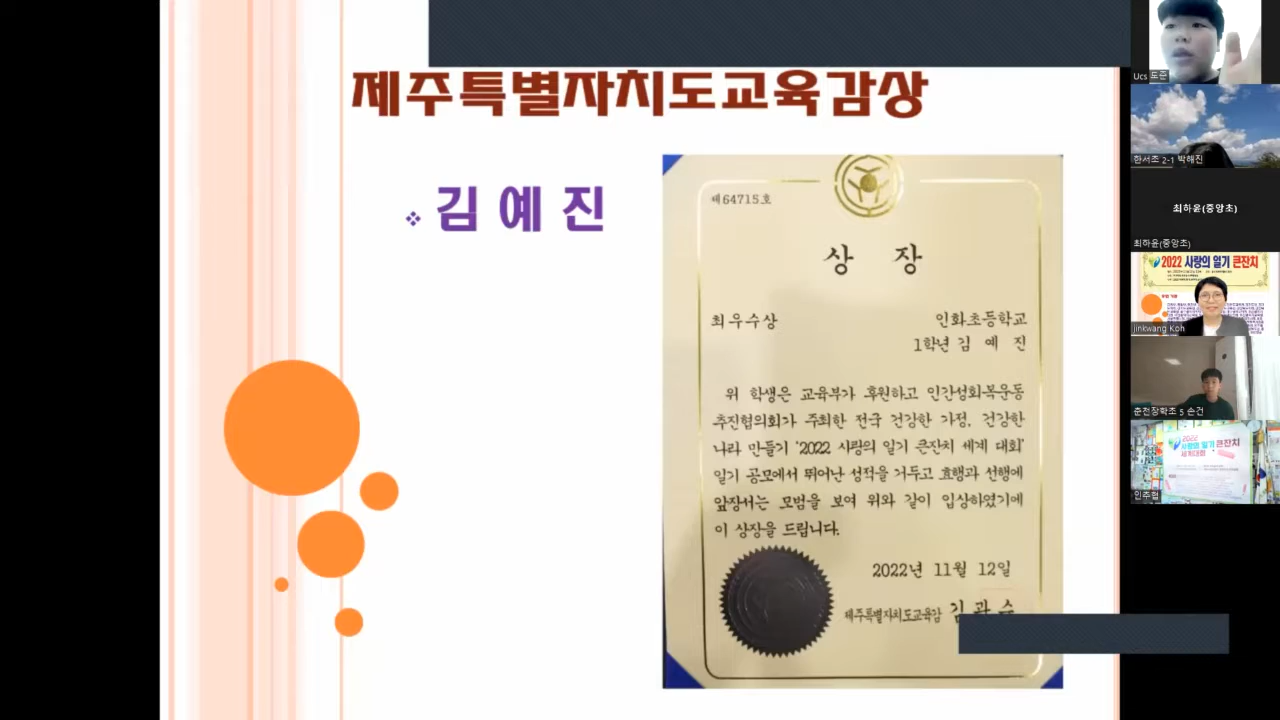 제주특별자치도교육감상
김 예 진
제64715호
상 장
최우수상
인화초등학교
1학년 김 예 진
위 학생은 교육부가 후원하고 인간성회복운동
추진협의회가 주최한 전국 건강한 가정, 건강한
나라 만들기 '2022 사랑의 일기 큰잔치 세계 대회'
일기 공모에서 뛰어난 성적을 거두고 효행과 선행에
앞장서는 모범을 보여 위와 같이 입상하였기에
이 상장을 드립니다.
2022년 11월 12일
제주특별자치도교육감 김광수
Ucs 도준
한서초 2-1 박해진
최하윤(중앙초)
최하윤(중앙초)
2022 사랑의 일기 큰잔치
jinkwang Koh
춘천장학초 5 손건
2022
사랑의 일기 큰잔치
세계대회
인추협